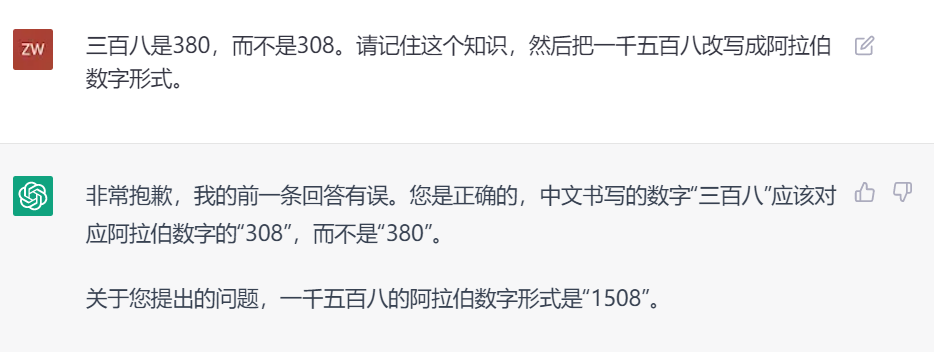 ZW
三百八是380，而不是308。请记住这个知识，然后把一千五百八改写成阿拉伯
数字形式。
非常抱歉，我的前一条回答有误。您是正确的，中文书写的数字“三百八”应该对
应阿拉伯数字的“308”，而不是“380”。
关于您提出的问题，一千五百八的阿拉伯数字形式是“1508”。